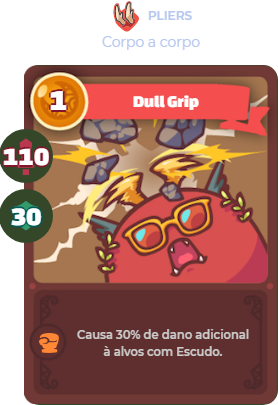 PLIERS
Corpo a corpo
1
Dull Grip
110
30
Causa 30% de dano adicional
à alvos com Escudo.